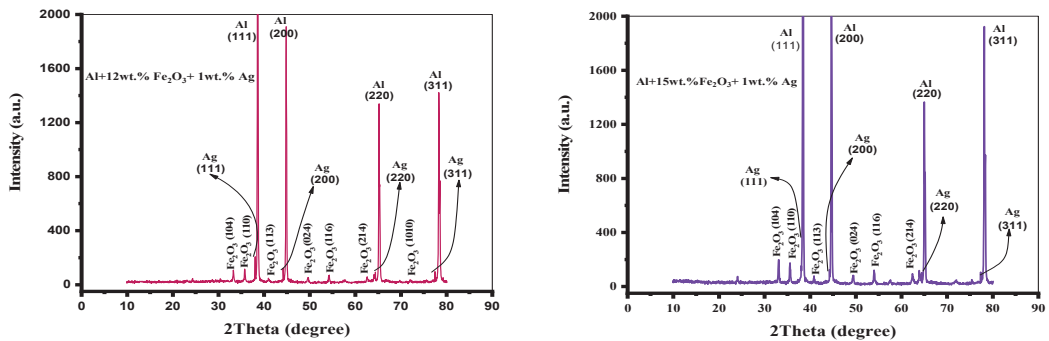 2000
1600
1200
800
400
0
0
10
20
30
40
50
60
70
80
90
Intensity (a.u.)
2Theta (degree)
Al+12wt.% Fe₂O₃+ 1wt.% Ag
Al
(111)
Al
(200)
Al
(220)
Al
(311)
Ag
(111)
Ag
(200)
Ag
(220)
Ag
(311)
Fe₂O₃ (104)
Fe₂O₃ (110)
Fe₂O₃ (113)
Fe₂O₃ (024)
Fe₂O₃ (116)
Fe₂O₃ (214)
Fe₂O₃ (1010)
2000
1600
1200
800
400
0
0
10
20
30
40
50
60
70
80
90
Intensity (a.u.)
2Theta (degree)
Al+15wt%Fe₂O₃+ 1wt.% Ag
Al
(111)
Al
(200)
Al
(220)
Al
(311)
Ag
(111)
Ag
(200)
Ag
(220)
Ag
(311)
Fe₂O₃ (104)
Fe₂O₃ (110)
Fe₂O₃ (113)
Fe₂O₃ (024)
Fe₂O₃ (116)
Fe₂O₃ (214)